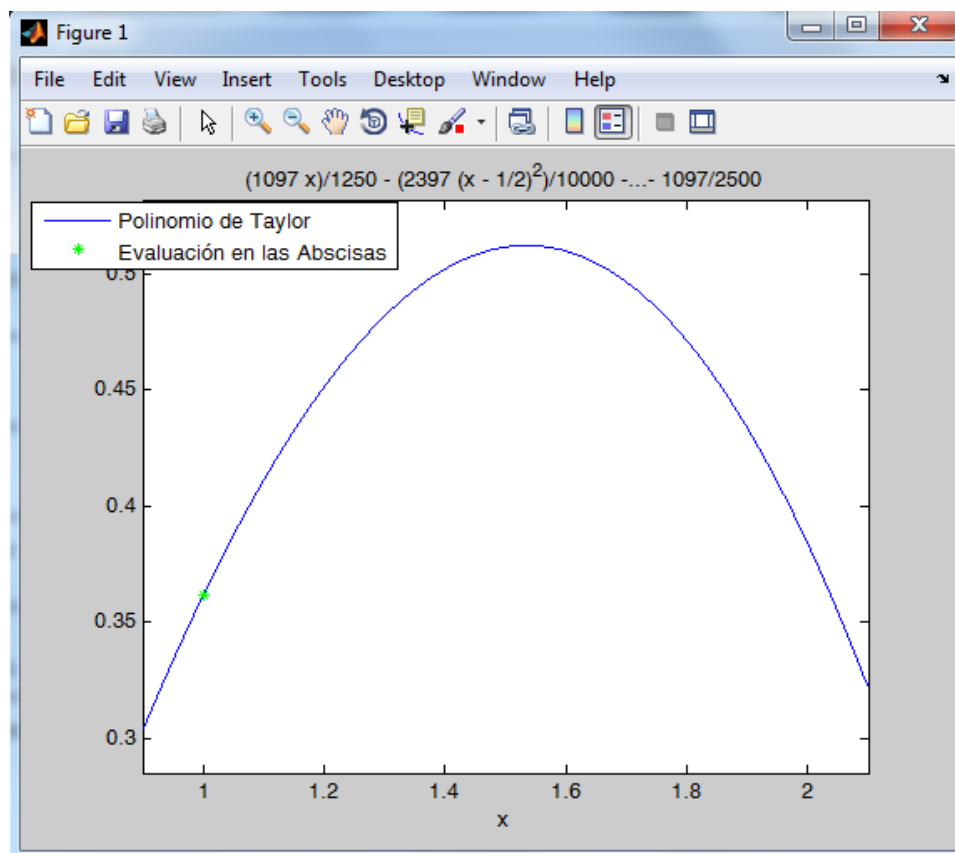 Figure 1
File Edit View Insert Tools Desktop Window Help
(1097 x)/1250 - (2397 (x - 1/2)²)/10000 -...- 1097/2500
Polinomio de Taylor
Evaluación en las Abscisas
0.5
0.45
0.4
0.35
0.3
1 1.2 1.4 1.6 1.8 2
x